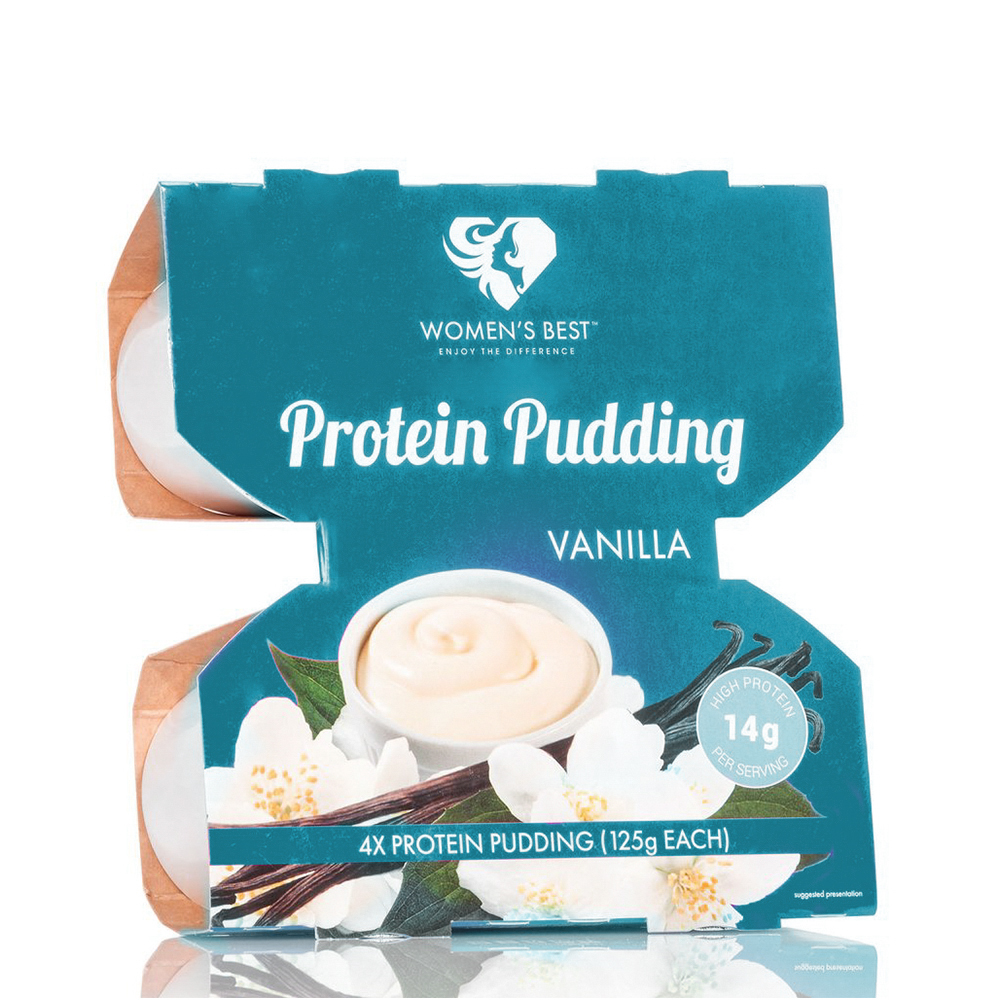 WOMEN'S BEST™
ENJOY THE DIFFERENCE
Protein Pudding
VANILLA
HIGH PROTEIN
14g
PER SERVING
4X PROTEIN PUDDING (125g EACH)
suggested presentation